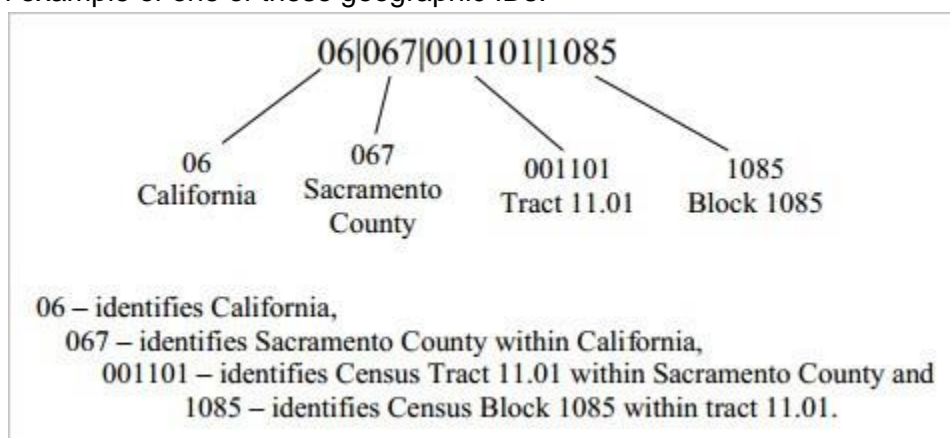 example of one of these geographic IDs.
06|067|001101|1085
06
California
067
Sacramento
County
001101
Tract 11.01
1085
Block 1085
06 – identifies California,
067 – identifies Sacramento County within California,
001101 – identifies Census Tract 11.01 within Sacramento County and
1085 – identifies Census Block 1085 within tract 11.01.